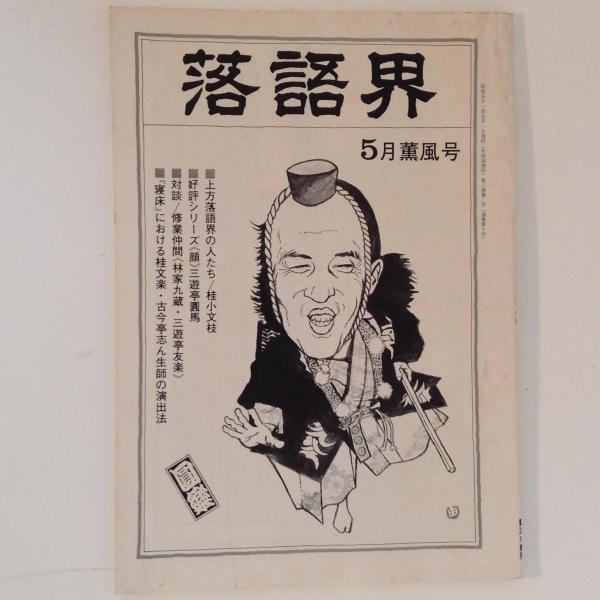 落語界
5月薫風号
■上方落語界の人たち/桂小文枝
■好評シリーズ《顔》三遊亭圓馬
■対談/修業仲間《林家九蔵・三遊亭友楽》
■『寝床』における桂文楽・古今亭志ん生師の演出法